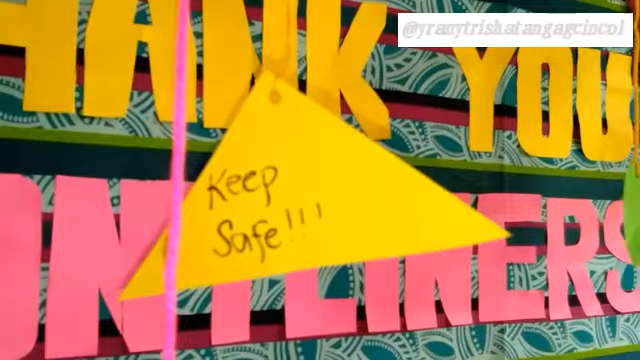 @yranytrishatangagcincol
HANK YOU
Keep
Safe!!!
ONTLINERS